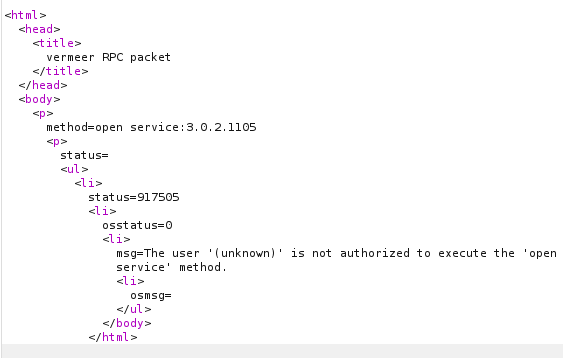 <html>
<head>
<title>
vermeer RPC packet
</title>
</head>
<body>
<p>
method=open service:3.0.2.1105
<p>
status=
<ul>
<li>
status=917505
<li>
osstatus=0
<li>
msg=The user '(unknown)' is not authorized to execute the 'open
service' method.
<li>
osmsg=
</ul>
</body>
</html>